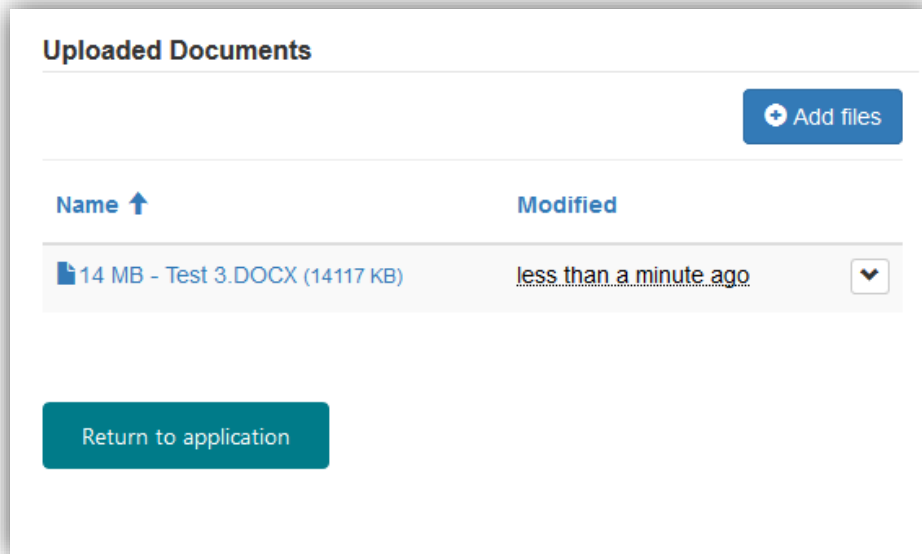 Uploaded Documents
Add files
Name Modified
14 MB - Test 3.DOCX (14117 KB) less than a minute ago
Return to application